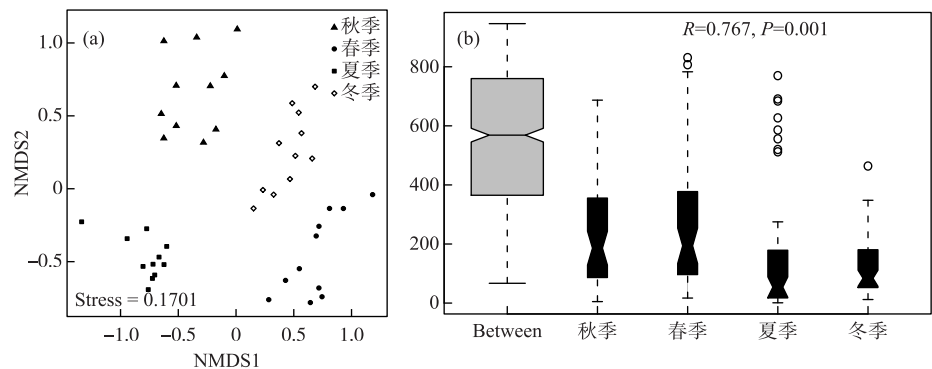 (a)
秋季
春季
夏季
冬季
1.0
0.5
0
−0.5
NMDS2
Stress = 0.1701
−1.0 −0.5 0 0.5 1.0
NMDS1
(b)
R=0.767, P=0.001
800
600
400
200
0
Between 秋季 春季 夏季 冬季